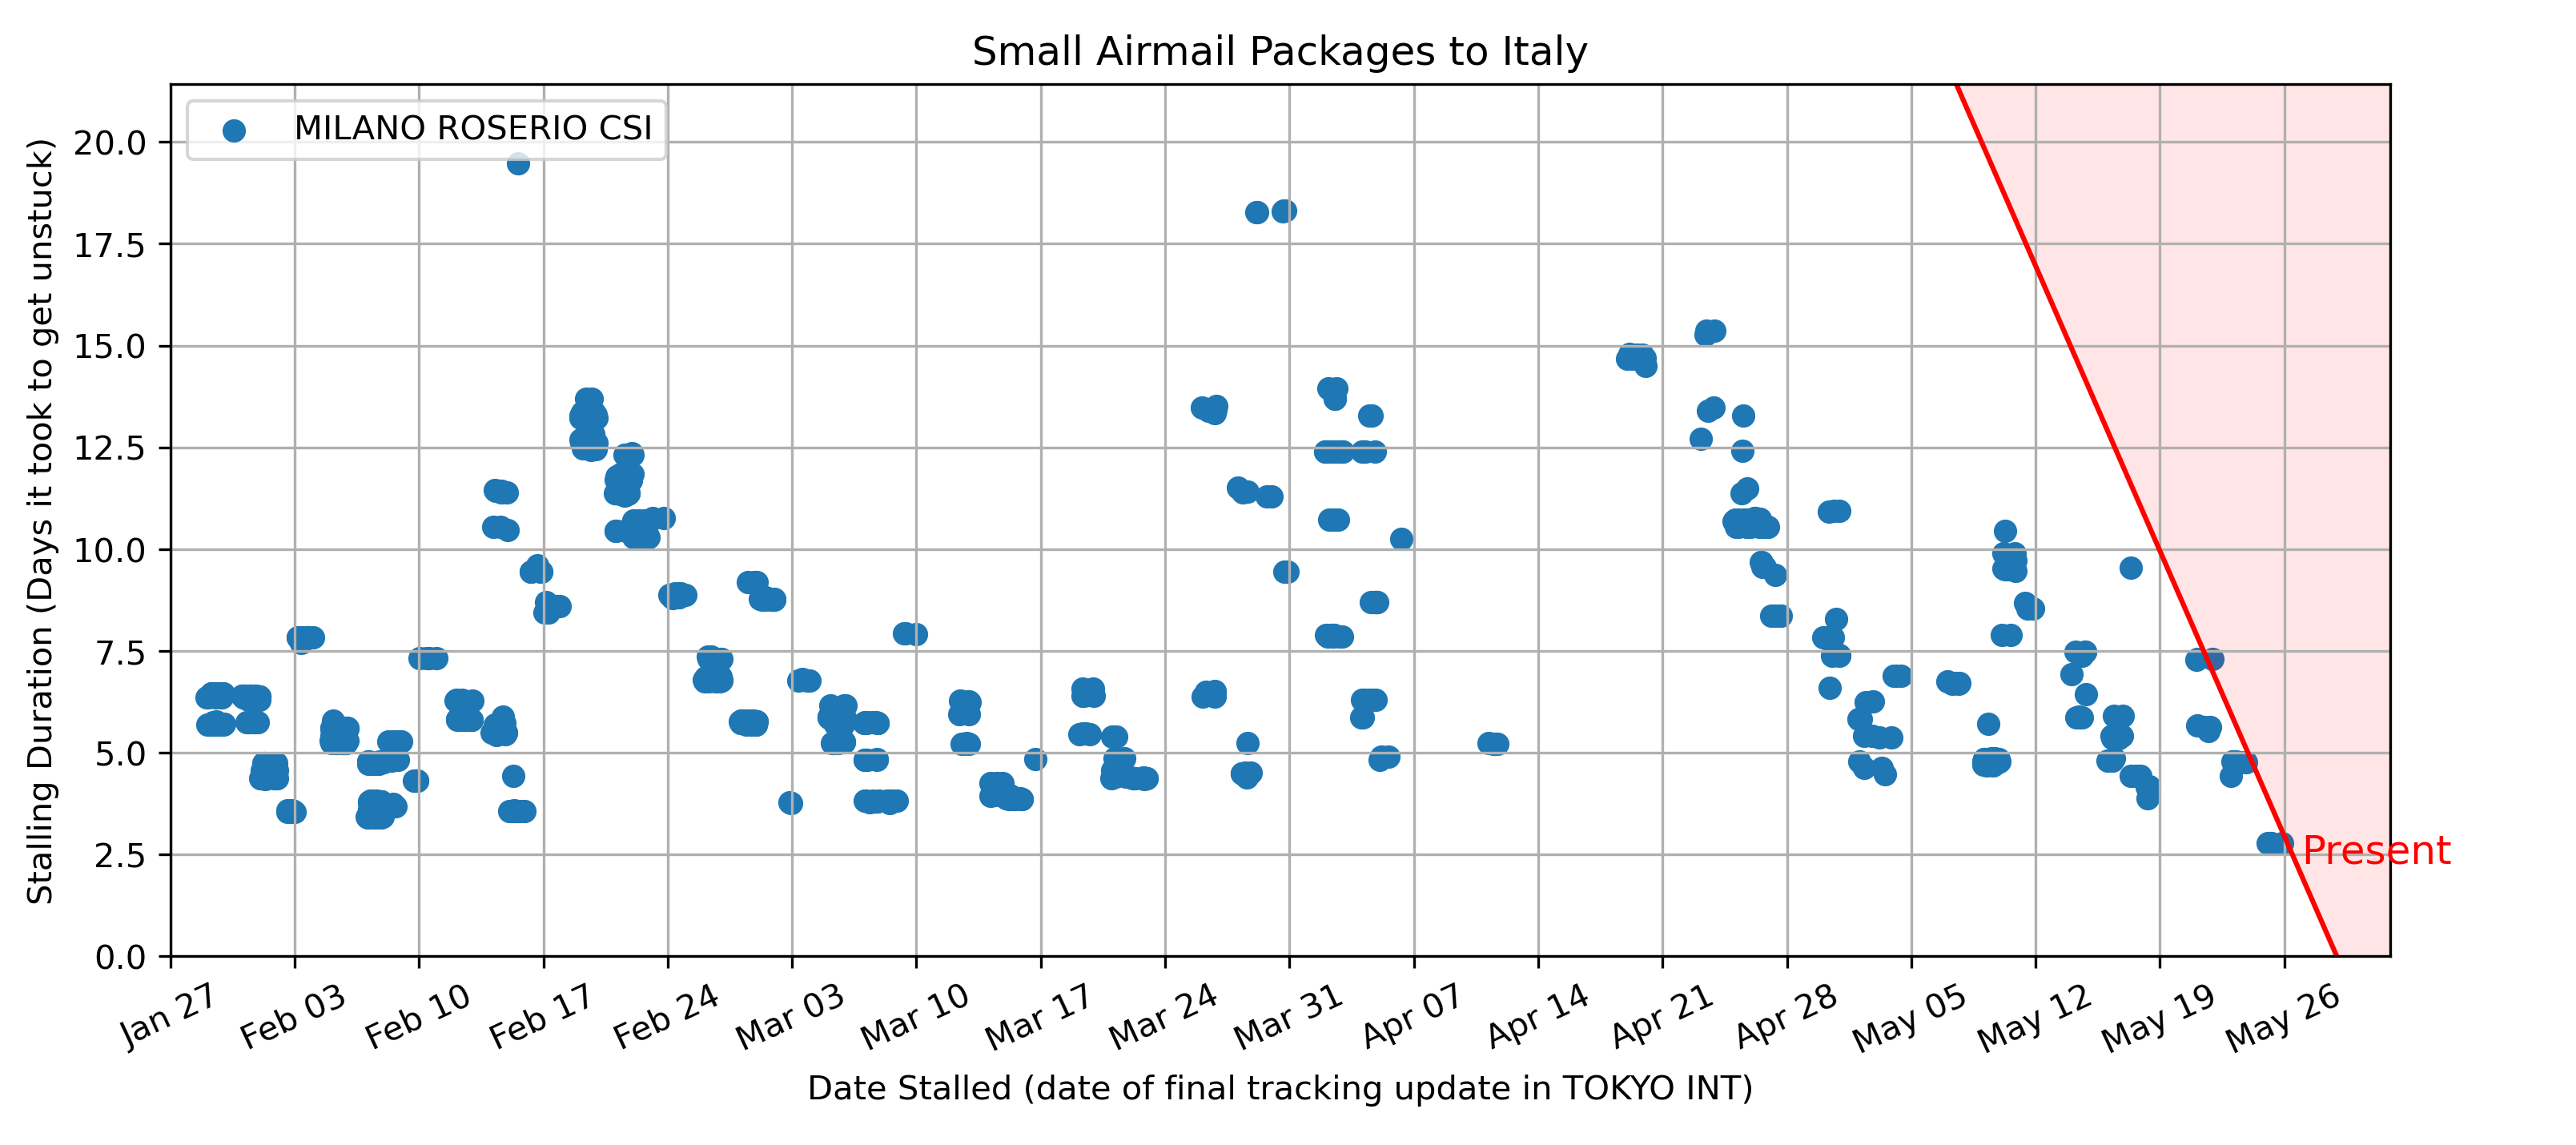 Small Airmail Packages to Italy
MILANO ROSERIO CSI
Stalling Duration (Days it took to get unstuck)
20.0
17.5
15.0
12.5
10.0
7.5
5.0
2.5
0.0
Present
Jan 27 Feb 03 Feb 10 Feb 17 Feb 24 Mar 03 Mar 10 Mar 17 Mar 24 Mar 31 Apr 07 Apr 14 Apr 21 Apr 28 May 05 May 12 May 19 May 26
Date Stalled (date of final tracking update in TOKYO INT)